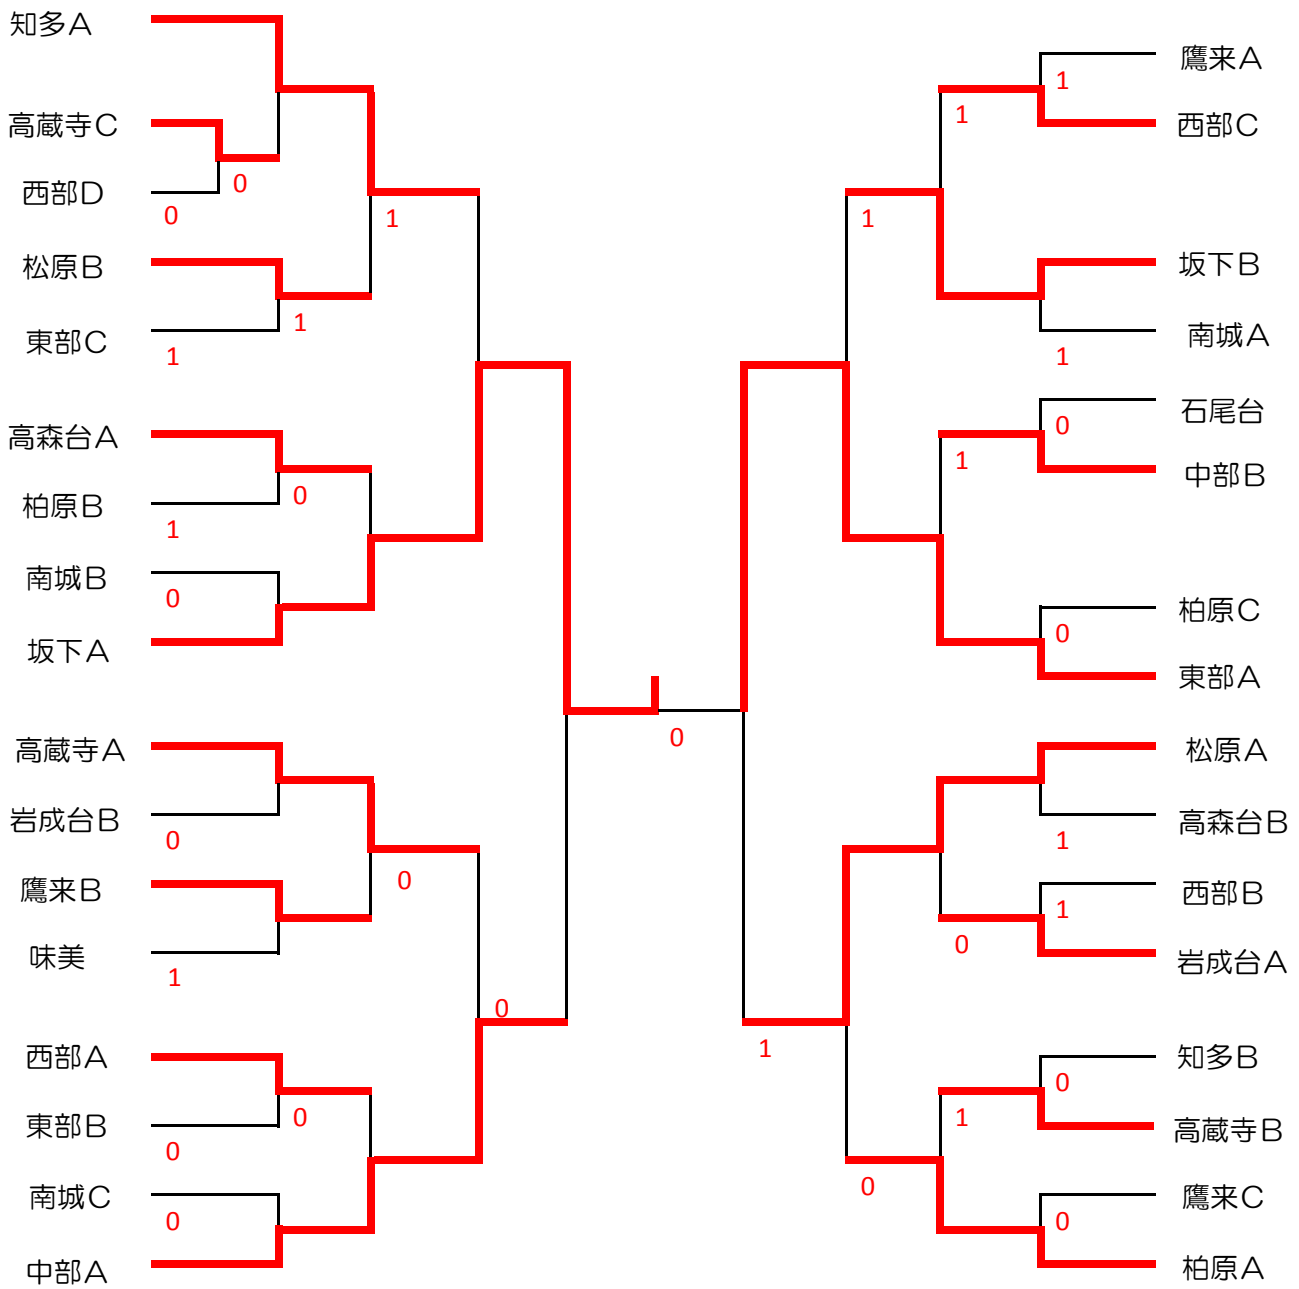 知多A
高蔵寺C
0
西部D
0
1
松原B
1
東部C
1
高森台A
0
柏原B
1
南城B
0
坂下A
高蔵寺A
岩成台B
0
鷹来B
0
味美
1
0
西部A
0
東部B
0
南城C
0
中部A
0
鷹来A
1
1
西部C
1
坂下B
南城A
1
石尾台
0
1
中部B
柏原C
0
東部A
松原A
高森台B
1
西部B
1
0
岩成台A
1
知多B
0
1
高蔵寺B
0
鷹来C
0
柏原A